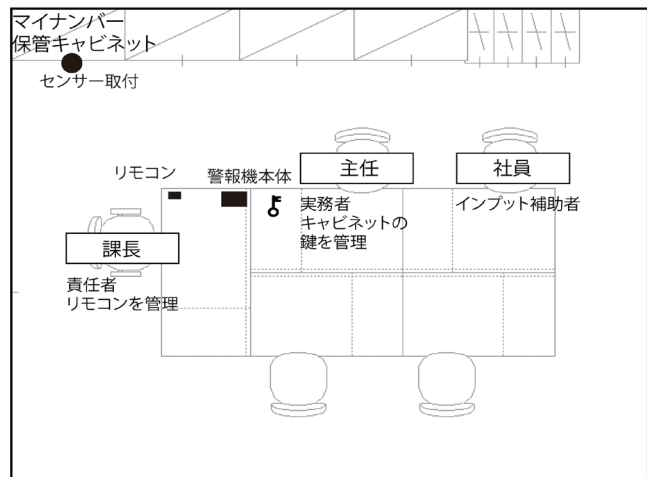 マイナンバー
保管キャビネット
センサー取付
リモコン
警報機本体
主任
社員
実務者
キャビネットの
鍵を管理
インプット補助者
課長
責任者
リモコンを管理